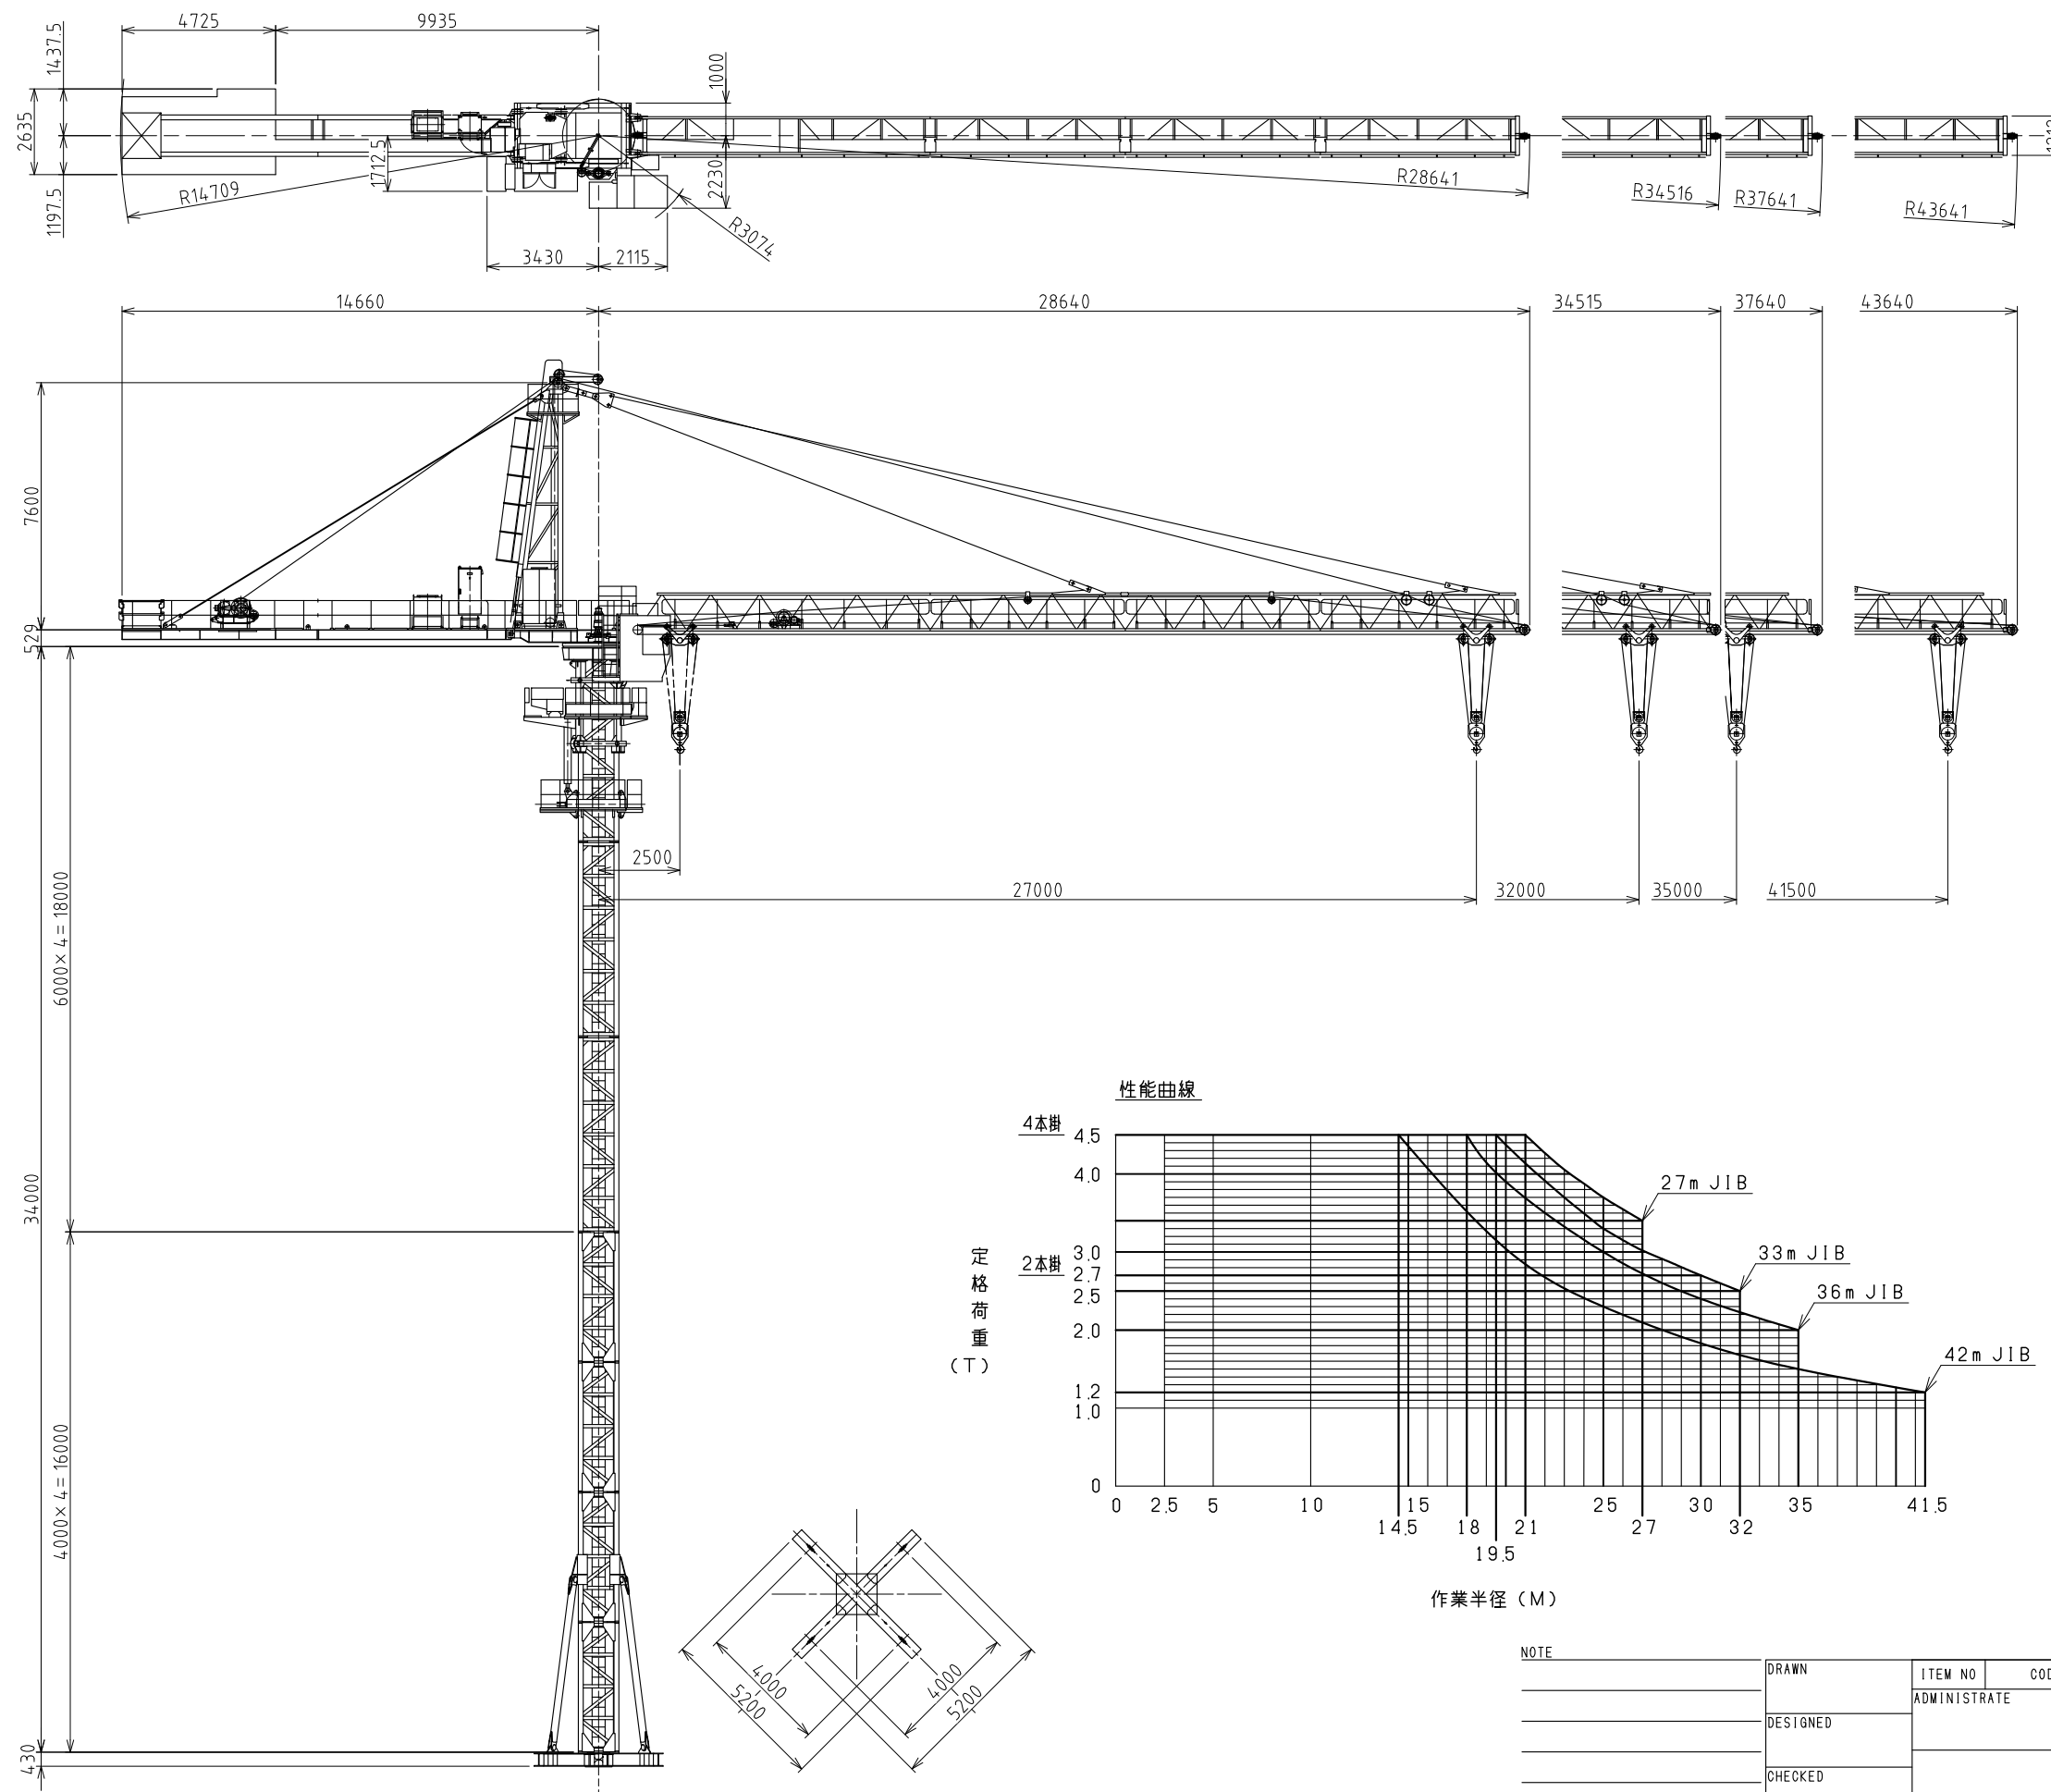 4725
9935
1437.5
2635
1197.5
1000
1712.5
2230
R14709
R3074
R28641
R34516
R37641
R43641
3430
2115
14660
28640
34515
37640
43640
7600
529
2500
27000
32000
35000
41500
6000×4=18000
34000
4000×4=16000
430
性能曲線
4本掛
4.5
4.0
3.0
2本掛
2.7
2.5
2.0
1.2
1.0
0
定格荷重
(T)
27m JIB
33m JIB
36m JIB
42m JIB
0 2.5 5 10 15 25 30 35 41.5
14.5 18 21 27 32
19.5
作業半径(M)
4000
5200
4000
5200
NOTE
DRAWN
ITEM NO
ADMINISTRATE
DESIGNED
CHECKED